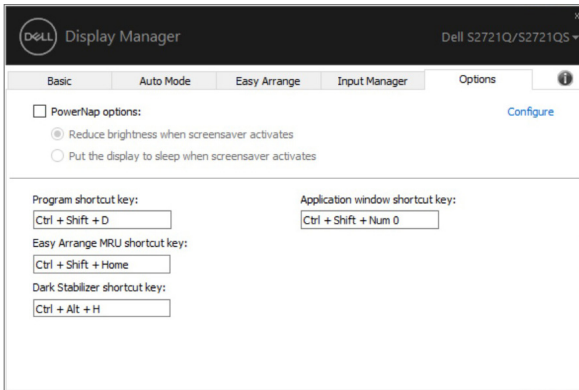 DELL Display Manager
Dell S2721Q/S2721QS
Basic Auto Mode Easy Arrange Input Manager Options
PowerNap options:
Configure
Reduce brightness when screensaver activates
Put the display to sleep when screensaver activates
Program shortcut key:
Ctrl + Shift + D
Application window shortcut key:
Ctrl + Shift + Num 0
Easy Arrange MRU shortcut key:
Ctrl + Shift + Home
Dark Stabilizer shortcut key:
Ctrl + Alt + H